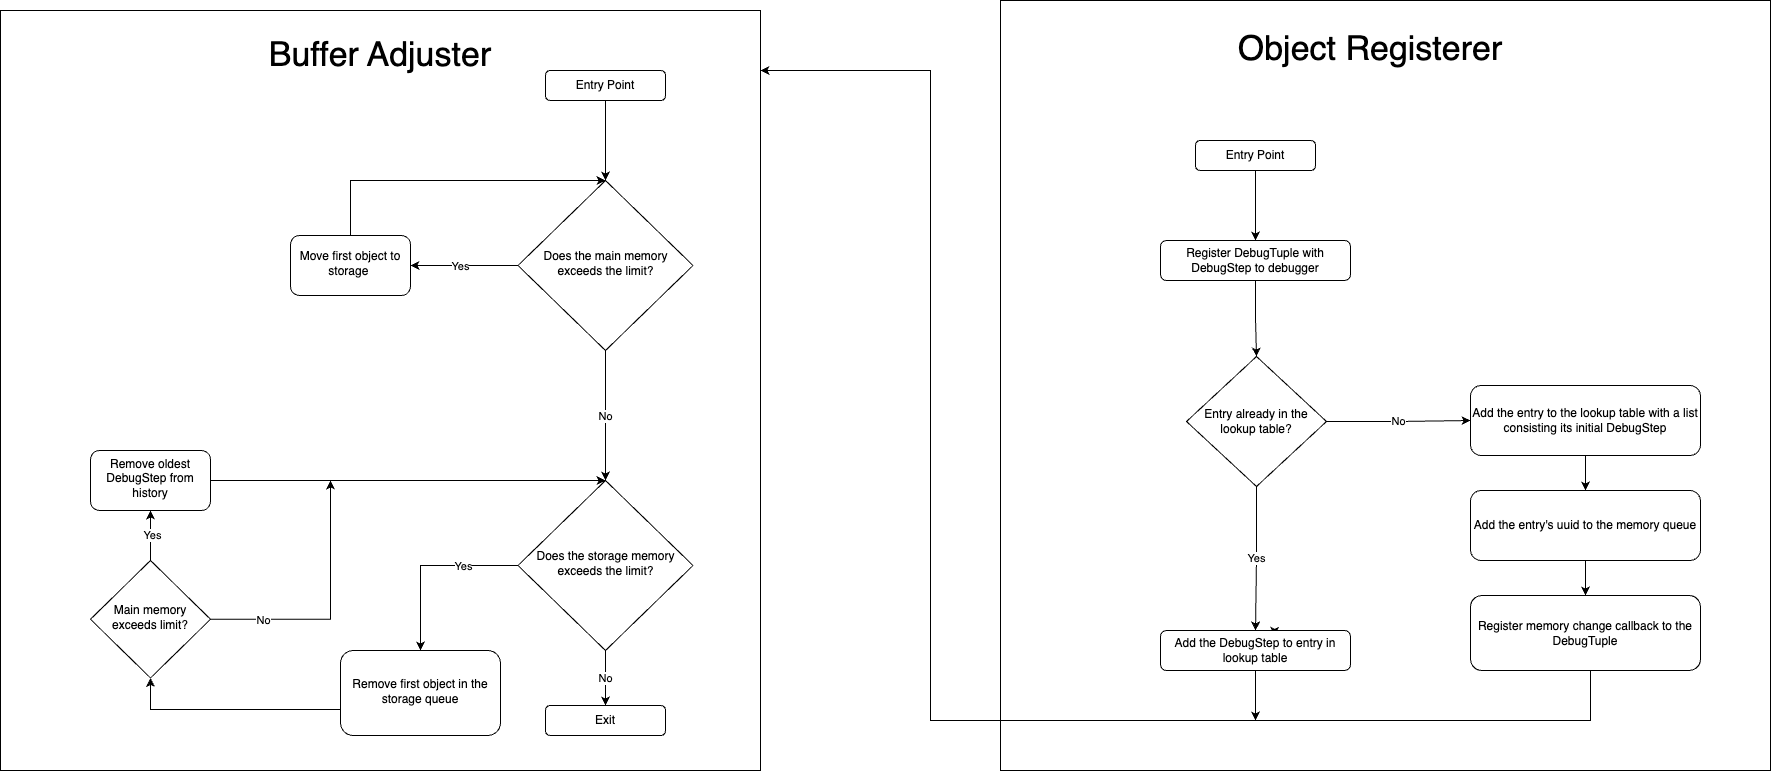 Buffer Adjuster
Entry Point
Does the main memory
exceeds the limit?
Yes
Move first object to
storage
No
Remove oldest
DebugStep from
history
Yes
Main memory
exceeds limit?
No
Does the storage memory
exceeds the limit?
Yes
Remove first object in the
storage queue
No
Exit
Object Registerer
Entry Point
Register DebugTuple with
DebugStep to debugger
Entry already in the
lookup table?
No
Add the entry to the lookup table with a list
consisting its initial DebugStep
Add the entry's uuid to the memory queue
Register memory change callback to the
DebugTuple
Yes
Add the DebugStep to entry in
lookup table